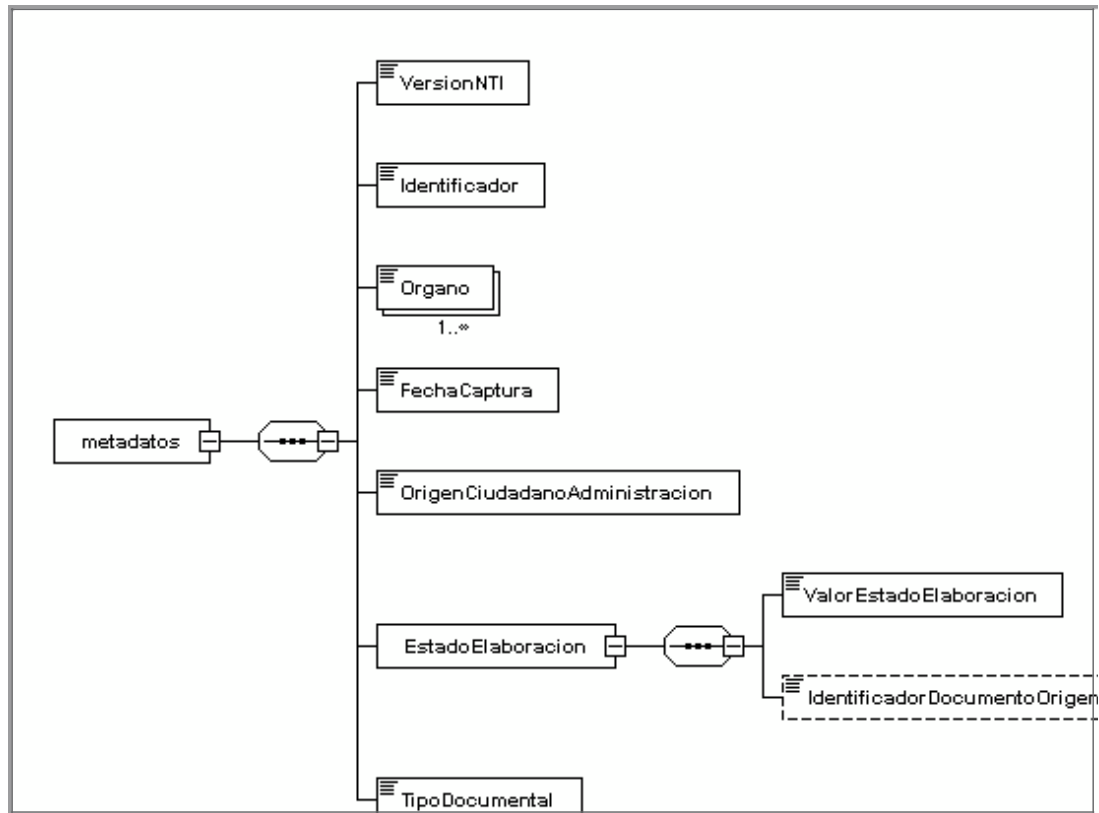 VersionNTI
Identificador
Organo
1..∞
FechaCaptura
metadatos
OrigenCiudadanoAdministracion
ValorEstadoElaboracion
EstadoElaboracion
IdentificadorDocumentoOrigen
TipoDocumental